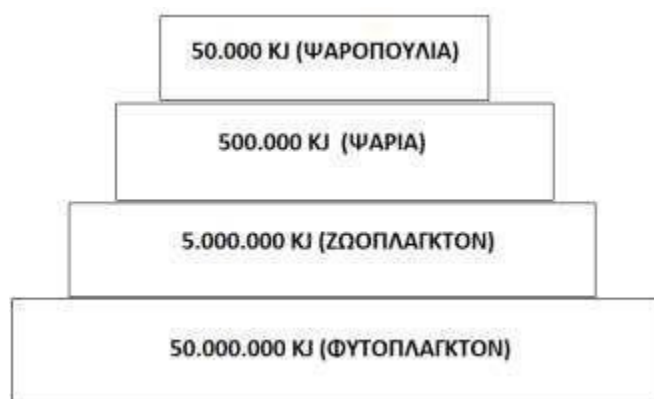 50.000 KJ (ΨΑΡΟΠΟΥΛΙΑ)
500.000 KJ (ΨΑΡΙΑ)
5.000.000 KJ (ΖΩΟΠΛΑΓΚΤΟΝ)
50.000.000 KJ (ΦΥΤΟΠΛΑΓΚΤΟΝ)